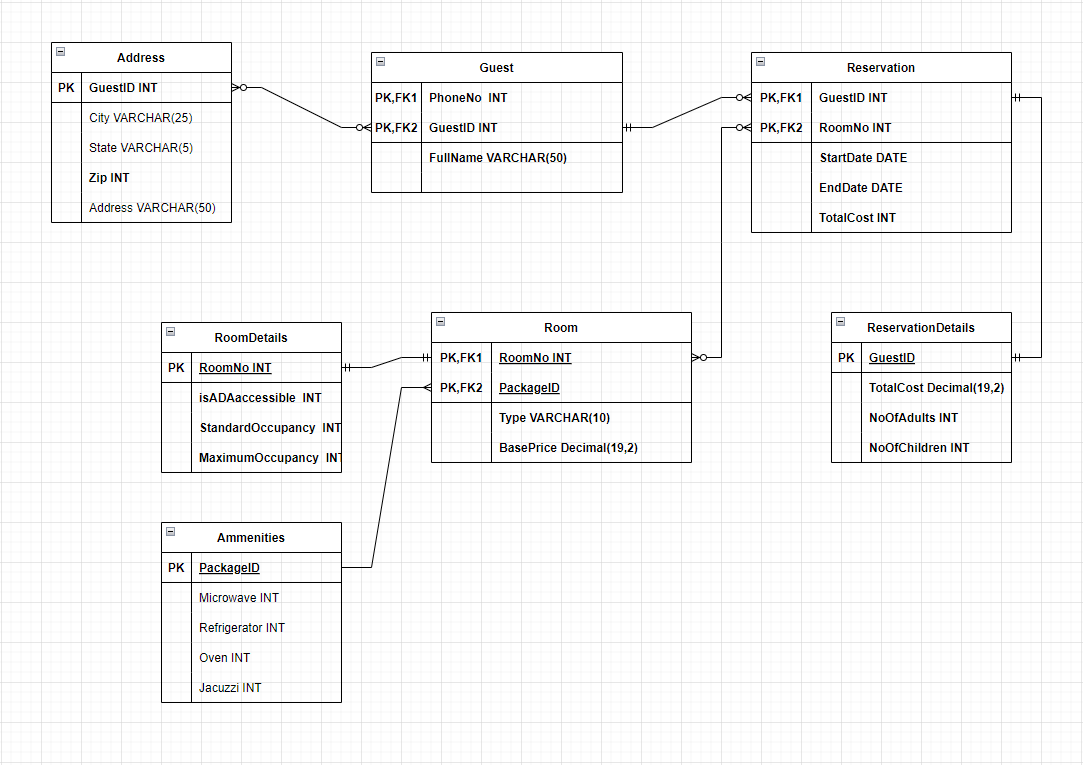 Address
PK GuestID INT
City VARCHAR(25)
State VARCHAR(5)
Zip INT
Address VARCHAR(50)
Guest
PK,FK1 PhoneNo INT
PK,FK2 GuestID INT
FullName VARCHAR(50)
Reservation
PK,FK1 GuestID INT
PK,FK2 RoomNo INT
StartDate DATE
EndDate DATE
TotalCost INT
RoomDetails
PK RoomNo INT
isADAaccessible INT
StandardOccupancy INT
MaximumOccupancy INT
Room
PK,FK1 RoomNo INT
PK,FK2 PackageID
Type VARCHAR(10)
BasePrice Decimal(19,2)
ReservationDetails
PK GuestID
TotalCost Decimal(19,2)
NoOfAdults INT
NoOfChildren INT
Ammenities
PK PackageID
Microwave INT
Refrigerator INT
Oven INT
Jacuzzi INT